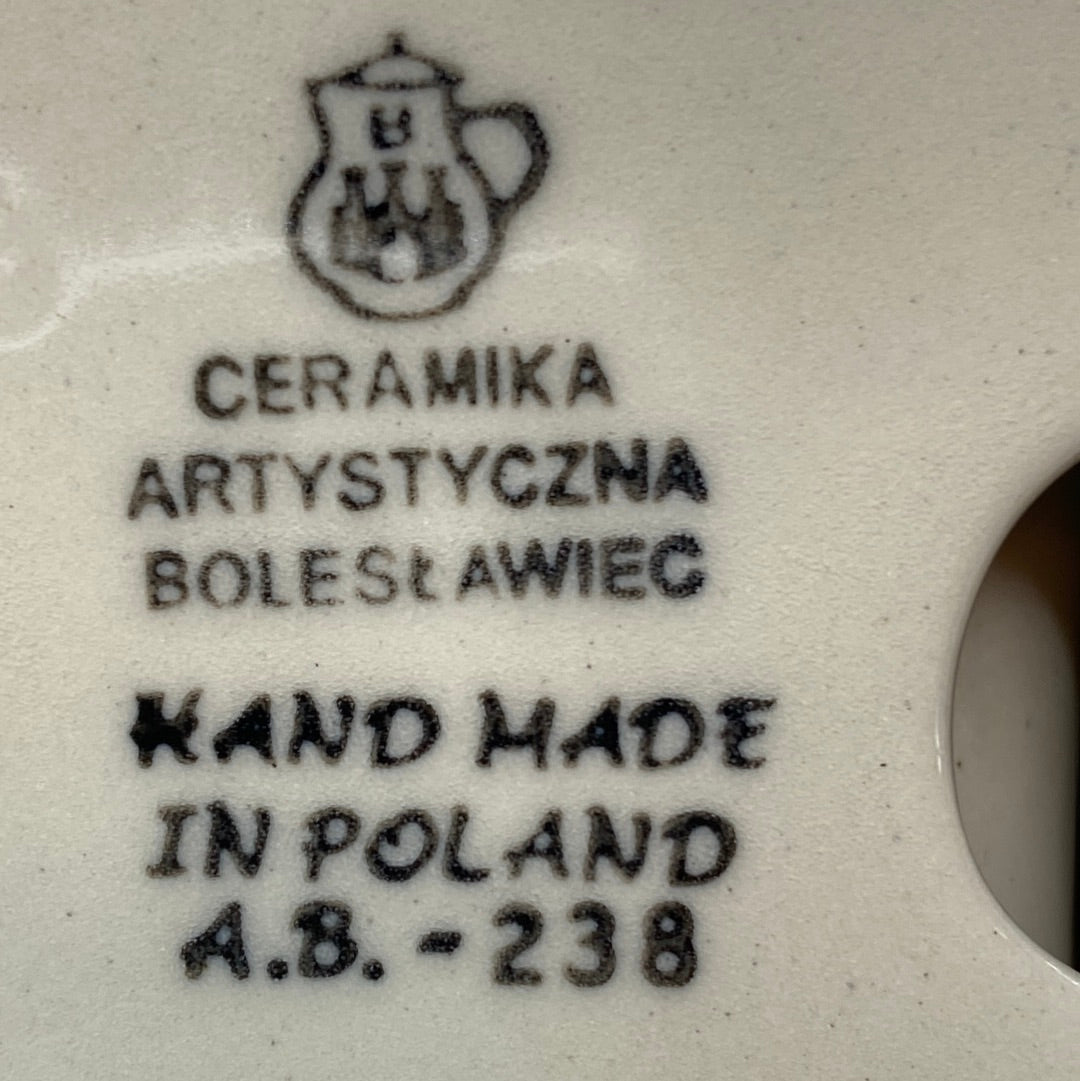 CERAMIKA
ARTYSTYCZNA
BOLESŁAWIEC
HAND MADE
IN POLAND
A.B. - 238